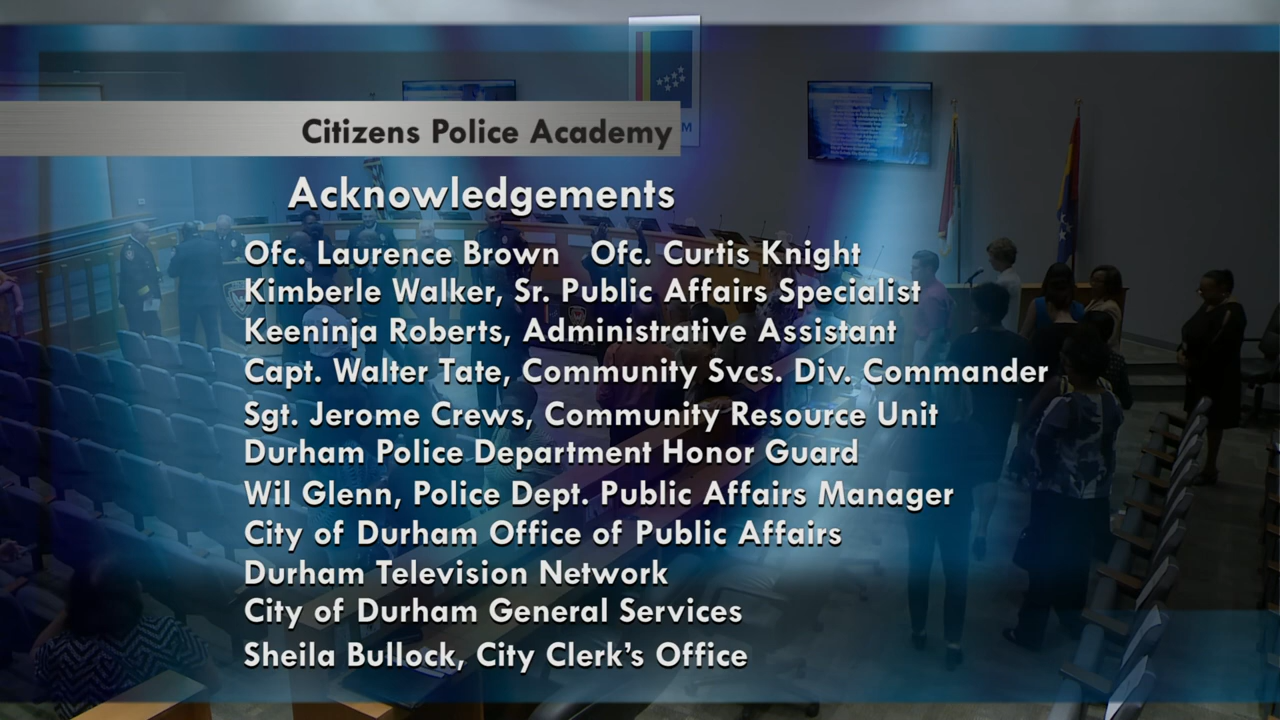 Citizens Police Academy
M
Acknowledgements
Ofc. Laurence Brown Ofc. Curtis Knight
Kimberle Walker, Sr. Public Affairs Specialist
Keeninja Roberts, Administrative Assistant
Capt. Walter Tate, Community Svcs. Div. Commander
Sgt. Jerome Crews, Community Resource Unit
Durham Police Department Honor Guard
Wil Glenn, Police Dept. Public Affairs Manager
City of Durham Office of Public Affairs
Durham Television Network
City of Durham General Services
Sheila Bullock, City Clerk’s Office